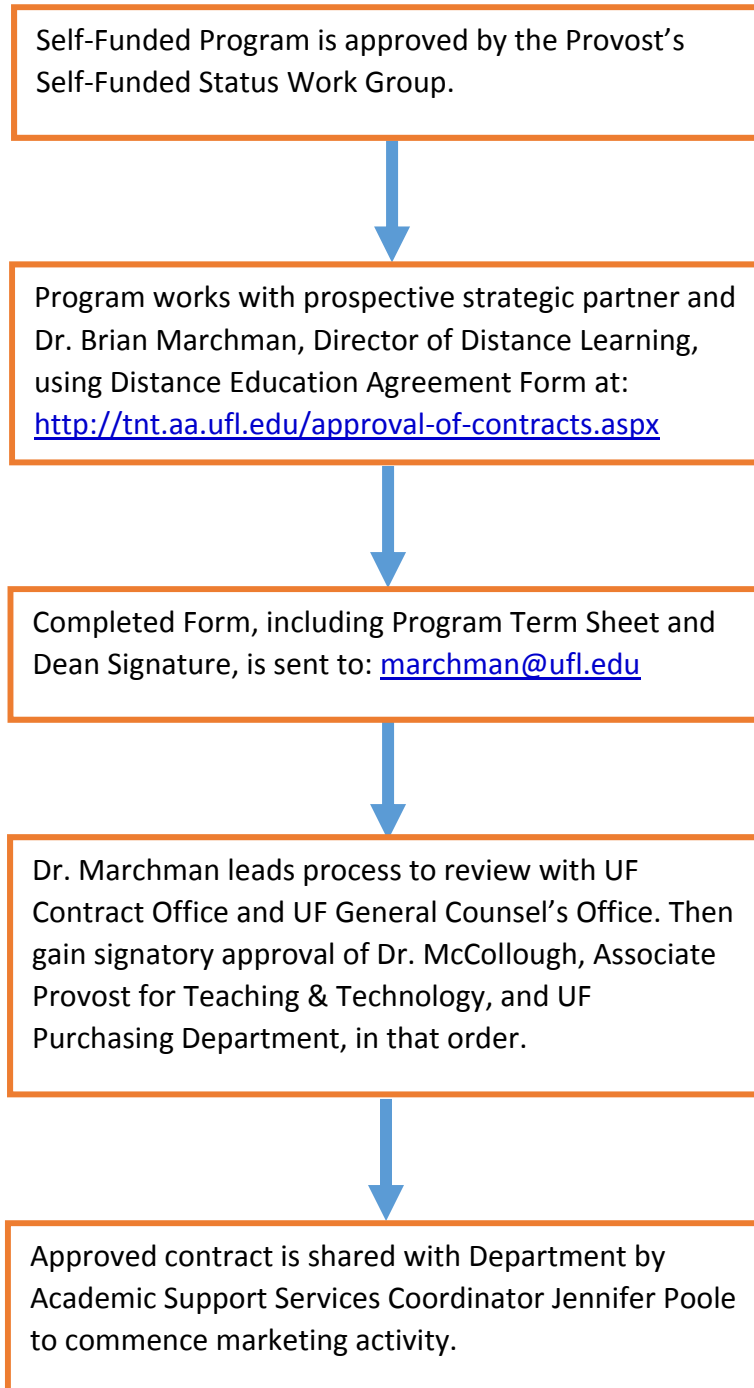 Self-Funded Program is approved by the Provost’s
Self-Funded Status Work Group.
Program works with prospective strategic partner and
Dr. Brian Marchman, Director of Distance Learning,
using Distance Education Agreement Form at:
http://tnt.aa.ufl.edu/approval-of-contracts.aspx
Completed Form, including Program Term Sheet and
Dean Signature, is sent to: marchman@ufl.edu
Dr. Marchman leads process to review with UF
Contract Office and UF General Counsel’s Office. Then
gain signatory approval of Dr. McCollough, Associate
Provost for Teaching & Technology, and UF
Purchasing Department, in that order.
Approved contract is shared with Department by
Academic Support Services Coordinator Jennifer Poole
to commence marketing activity.